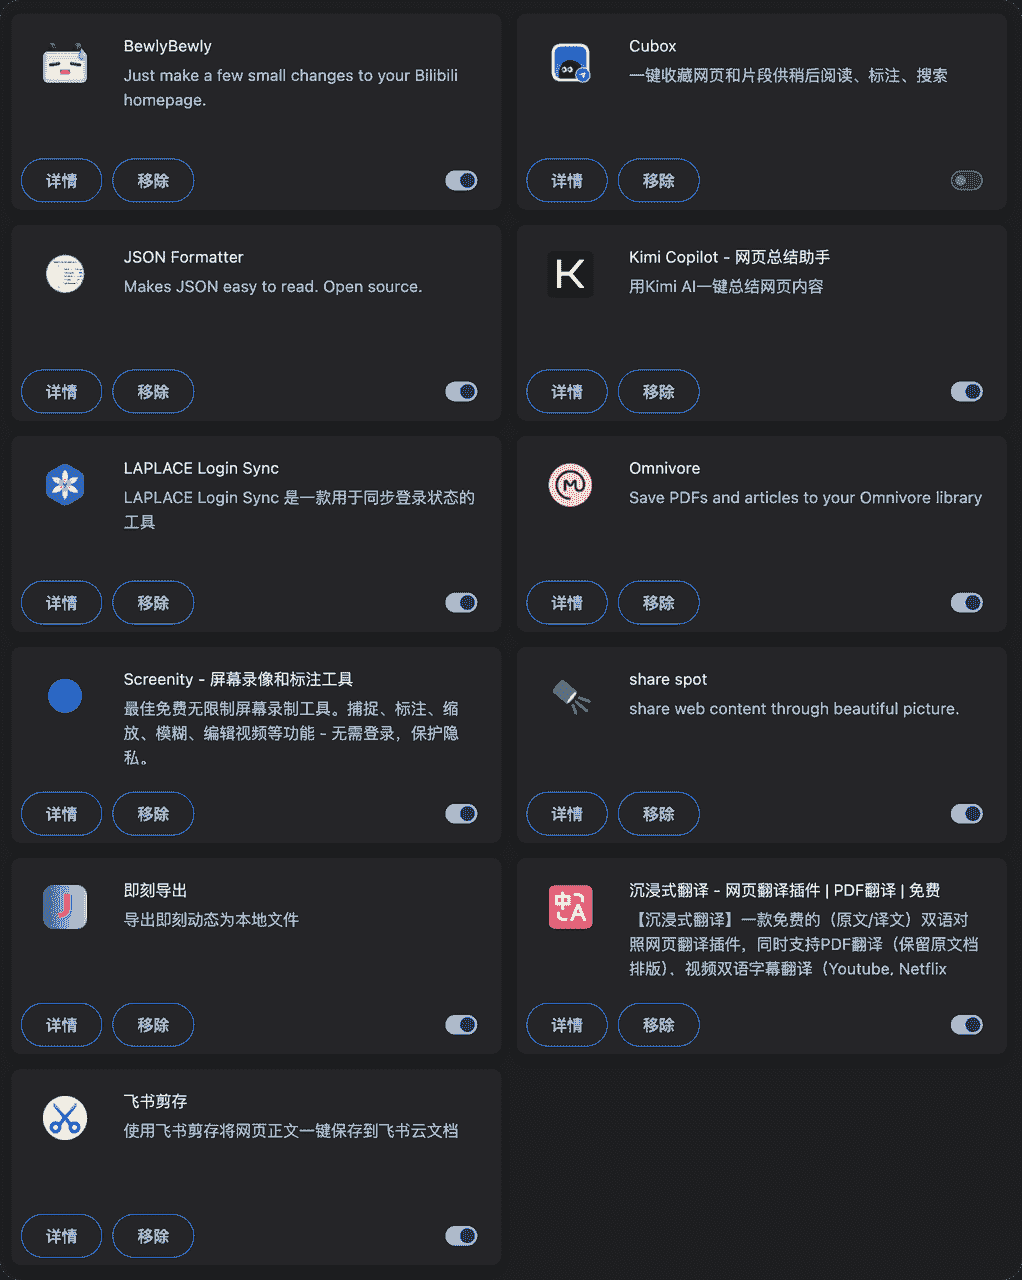 BewlyBewly
Just make a few small changes to your Bilibili
homepage.
详情
移除
Cubox
一键收藏网页和片段供稍后阅读、标注、搜索
详情
移除
JSON Formatter
Makes JSON easy to read. Open source.
详情
移除
K
Kimi Copilot - 网页总结助手
用Kimi AI一键总结网页内容
详情
移除
LAPLACE Login Sync
LAPLACE Login Sync 是一款用于同步登录状态的
工具
详情
移除
Omnivore
Save PDFs and articles to your Omnivore library
详情
移除
Screenity - 屏幕录像和标注工具
最佳免费无限制屏幕录制工具。捕捉、标注、缩
放、模糊、编辑视频等功能 - 无需登录，保护隐
私。
详情
移除
share spot
share web content through beautiful picture.
详情
移除
即刻导出
导出即刻动态为本地文件
详情
移除
中
A
沉浸式翻译 - 网页翻译插件 | PDF翻译 | 免费
【沉浸式翻译】一款免费的（原文/译文）双语对
照网页翻译插件，同时支持PDF翻译（保留原文档
排版）、视频双语字幕翻译（Youtube, Netflix
详情
移除
飞书剪存
使用飞书剪存将网页正文一键保存到飞书云文档
详情
移除